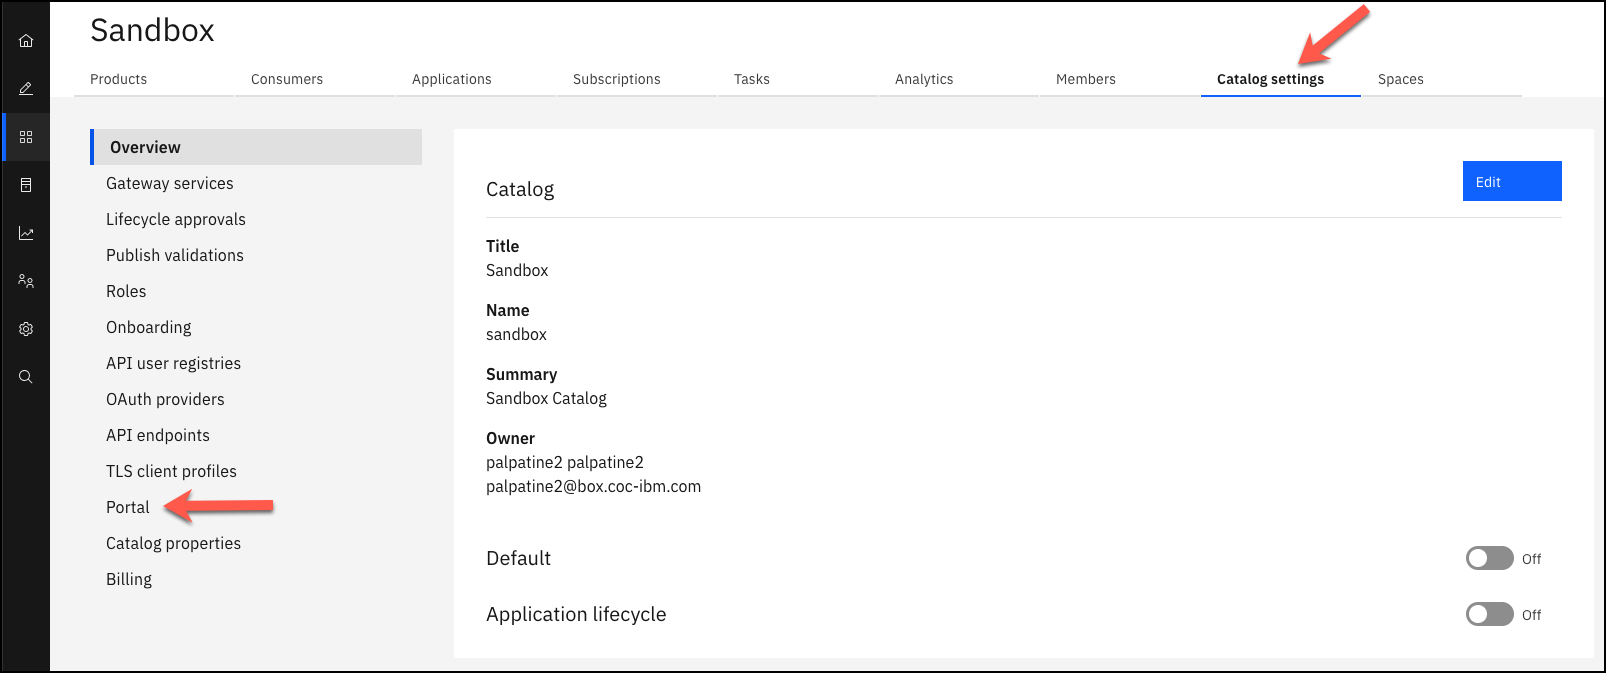 Sandbox
Products Consumers Applications Subscriptions Tasks Analytics Members Catalog settings Spaces
Overview
Gateway services
Lifecycle approvals
Publish validations
Roles
Onboarding
API user registries
OAuth providers
API endpoints
TLS client profiles
Portal
Catalog properties
Billing
Catalog
Edit
Title
Sandbox
Name
sandbox
Summary
Sandbox Catalog
Owner
palpatine2 palpatine2
palpatine2@box.coc-ibm.com
Default Off
Application lifecycle Off